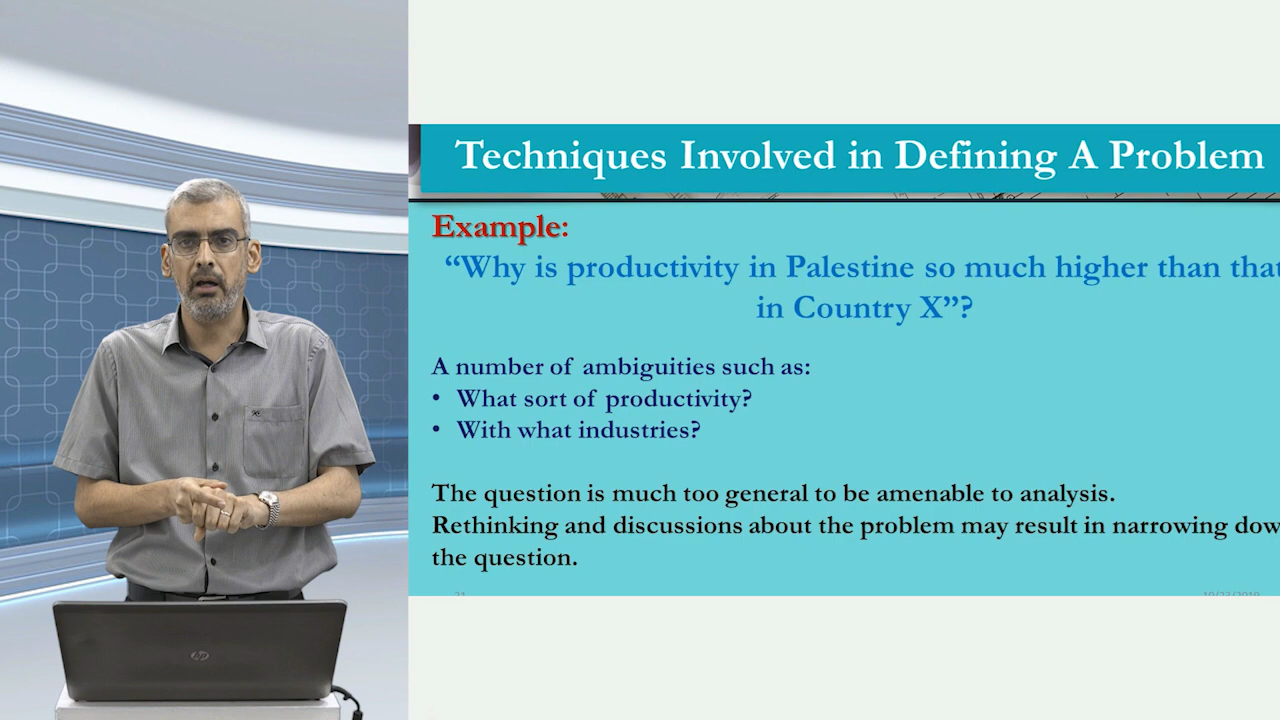 Techniques Involved in Defining A Problem
Example:
“Why is productivity in Palestine so much higher than that
in Country X”?
A number of ambiguities such as:
• What sort of productivity?
• With what industries?
The question is much too general to be amenable to analysis.
Rethinking and discussions about the problem may result in narrowing dow
the question.
hp